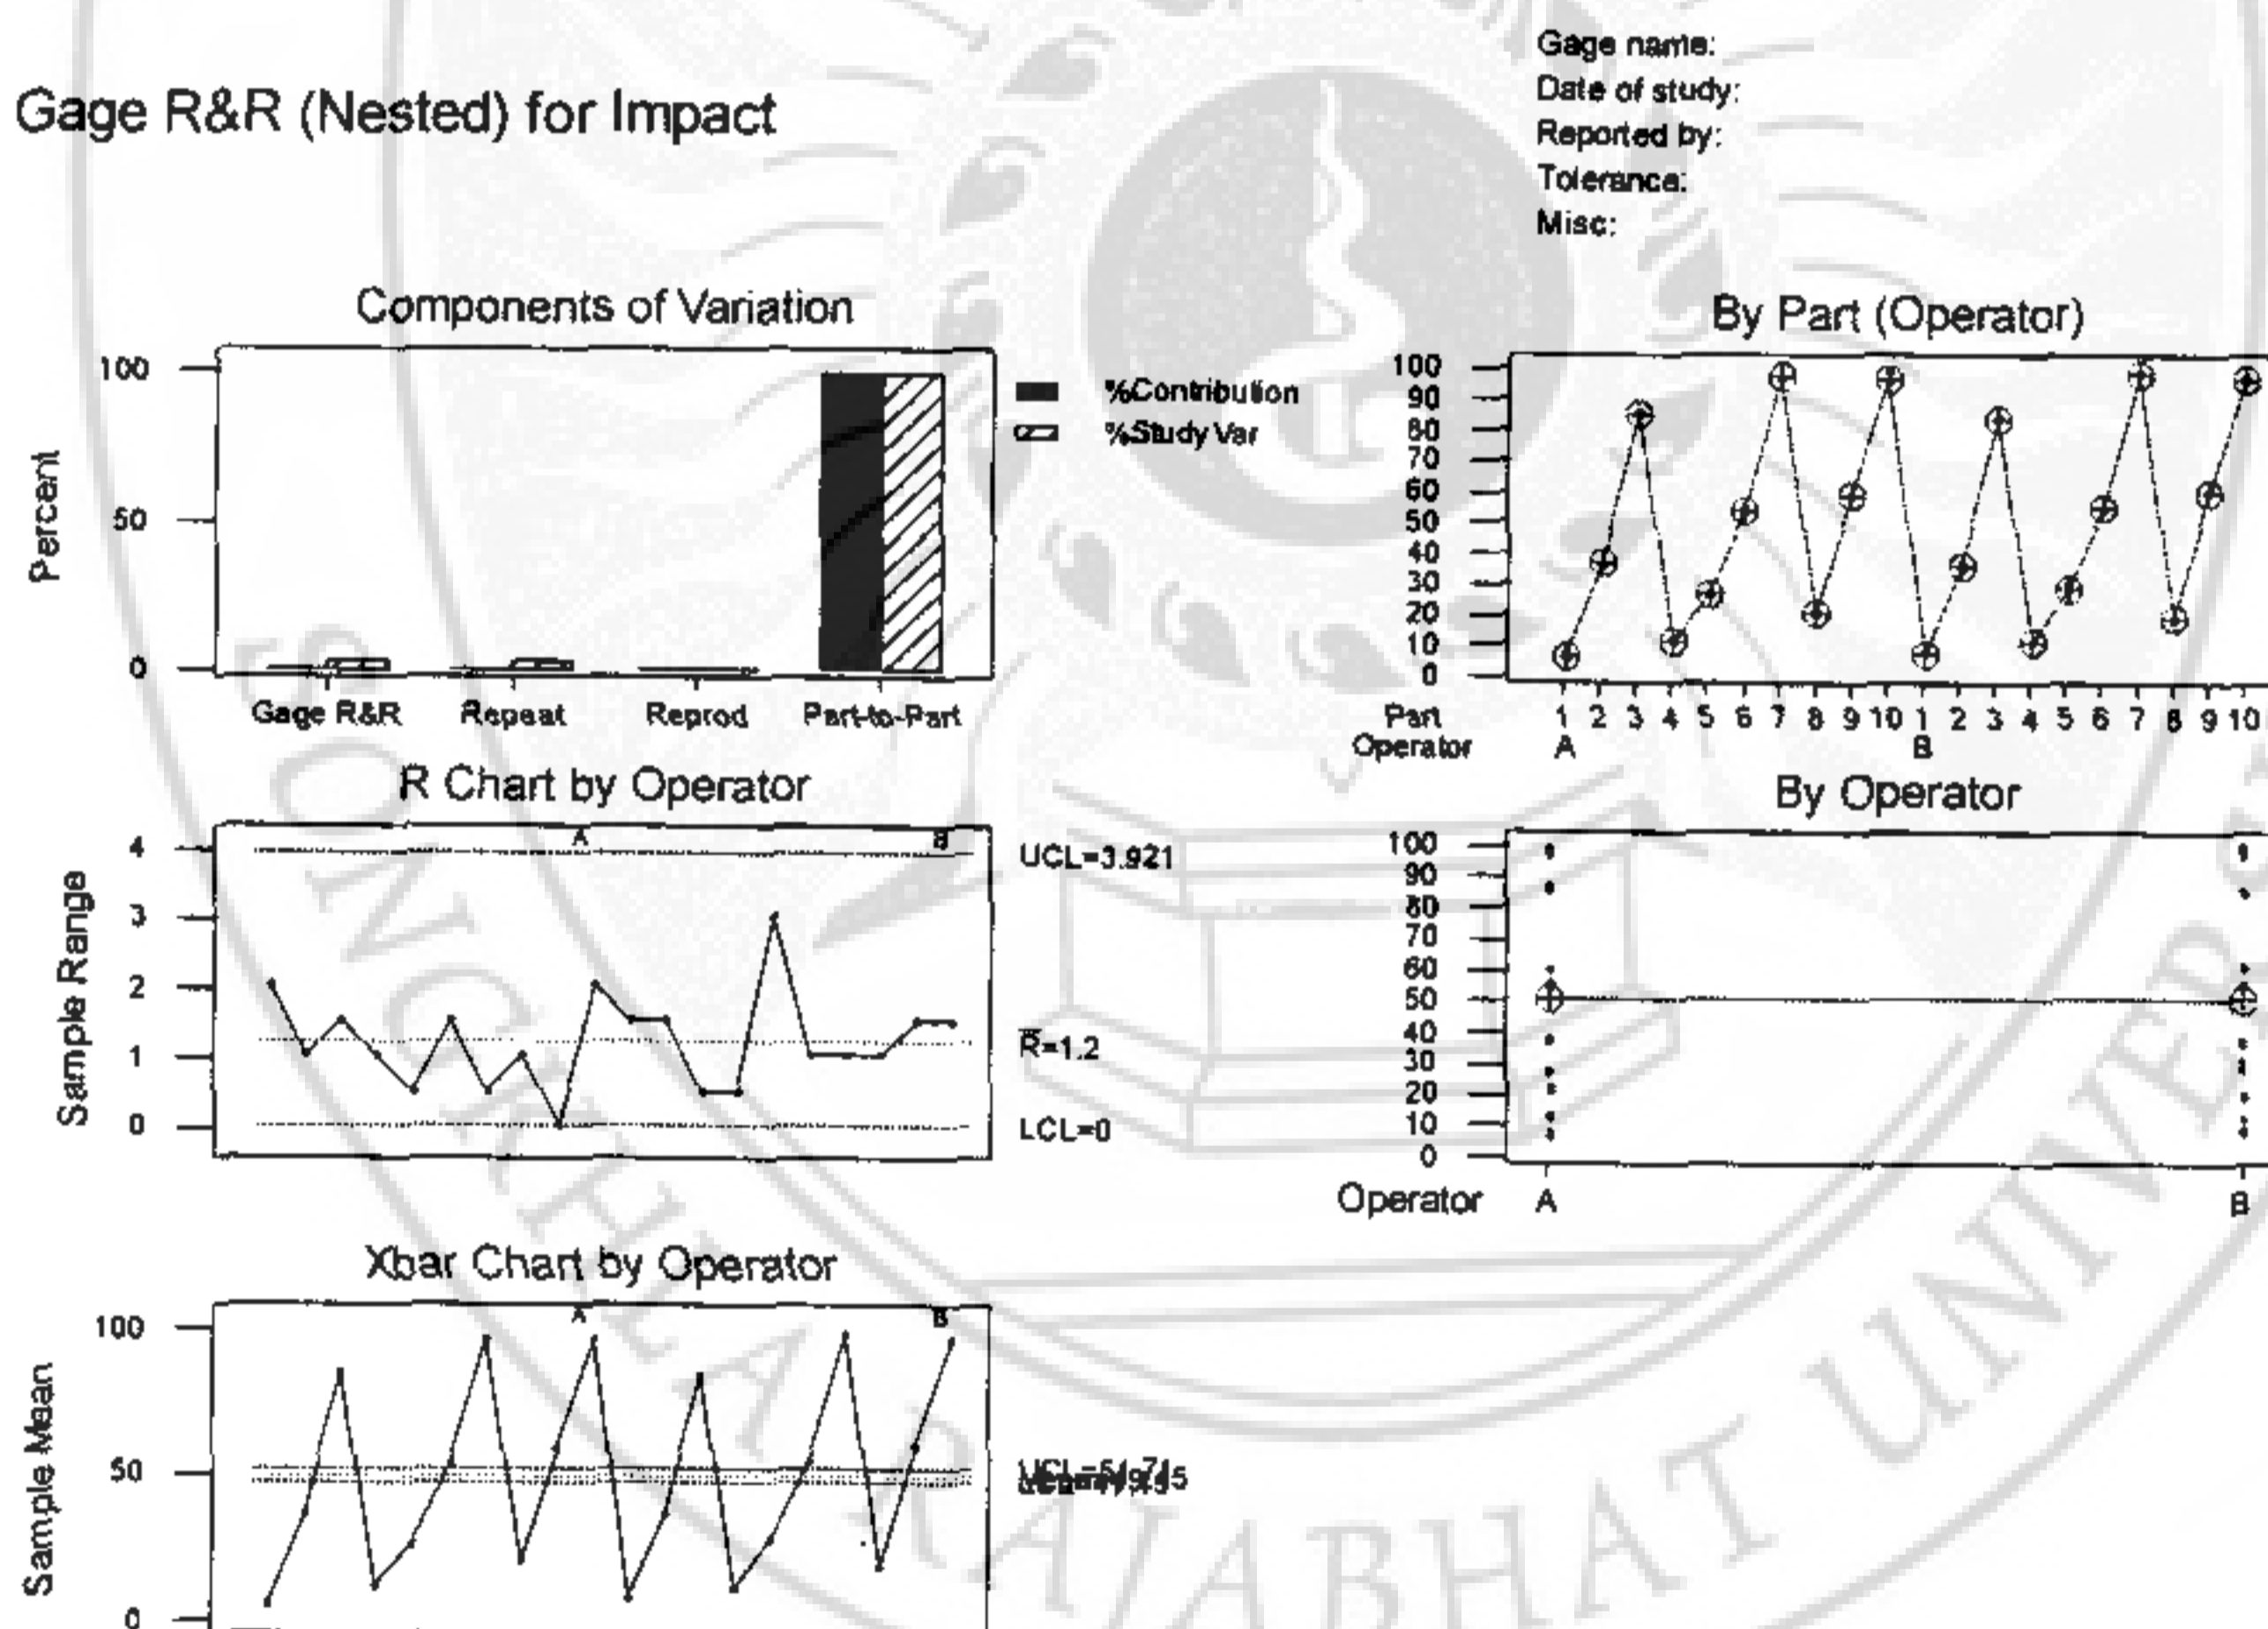 Gage name:
Date of study:
Reported by:
Tolerance:
Misc:
Gage R&R (Nested) for Impact
Components of Variation
100
50
0
Percent
Gage R&R Repeat Reprod Part-to-Part
%Contribution
%Study Var
By Part (Operator)
100
90
80
70
60
50
40
30
20
10
0
Part 1 2 3 4 5 6 7 8 9 10 1 2 3 4 5 6 7 8 9 10
Operator A B
R Chart by Operator
A B
4
3
2
1
0
Sample Range
UCL=3.921
R̅=1.2
LCL=0
By Operator
100
90
80
70
60
50
40
30
20
10
0
Operator A B
Xbar Chart by Operator
A B
100
50
0
Sample Mean
SONGKHLA RAJABHAT